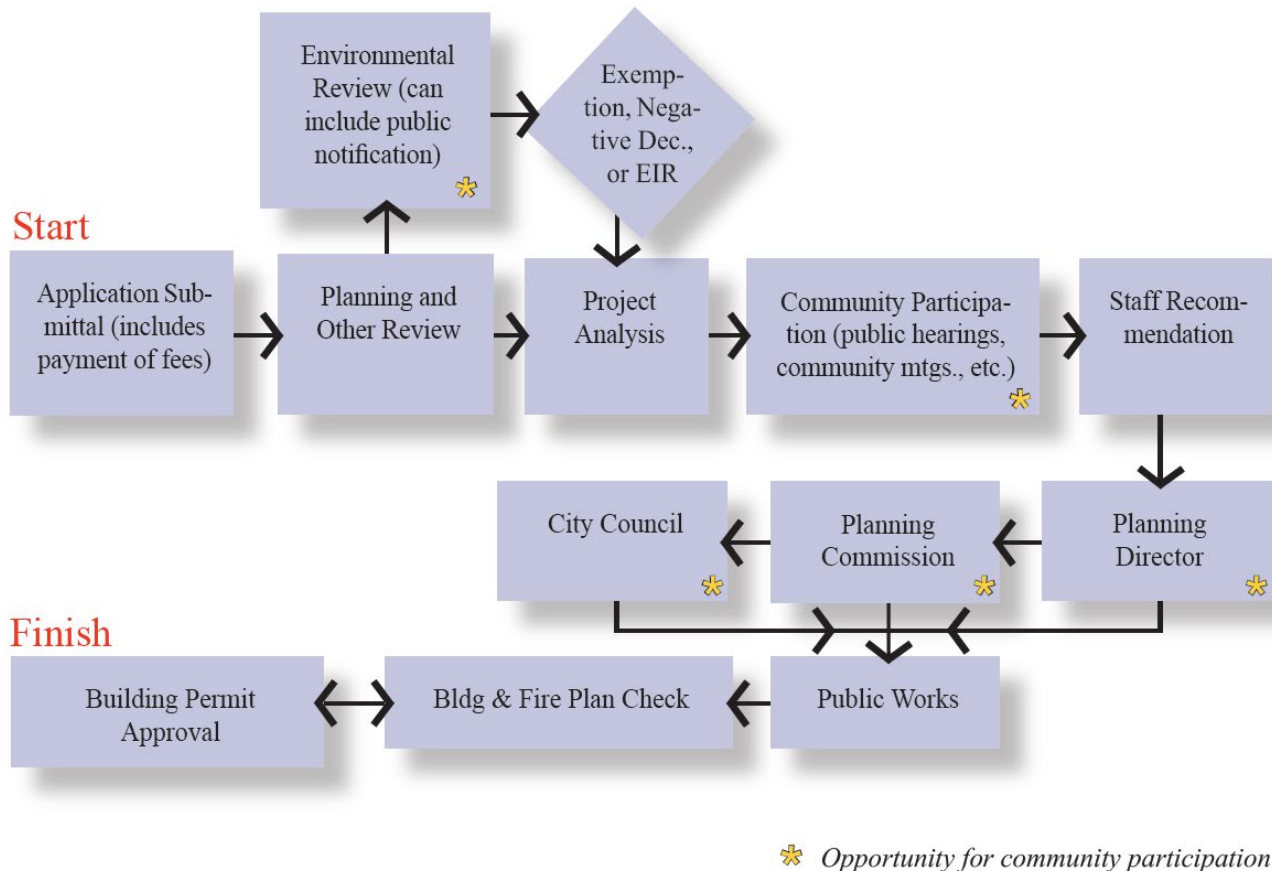 Environmental
Review (can
include public
notification)
*
Exemp-
tion, Nega-
tive Dec.,
or EIR
Start
Application Sub-
mittal (includes
payment of fees)
Planning and
Other Review
Project
Analysis
Community Participa-
tion (public hearings,
community mtgs., etc.)
*
Staff Recom-
mendation
City Council
*
Planning
Commission
*
Planning
Director
*
Finish
Building Permit
Approval
Bldg & Fire Plan Check
Public Works
* Opportunity for community participation